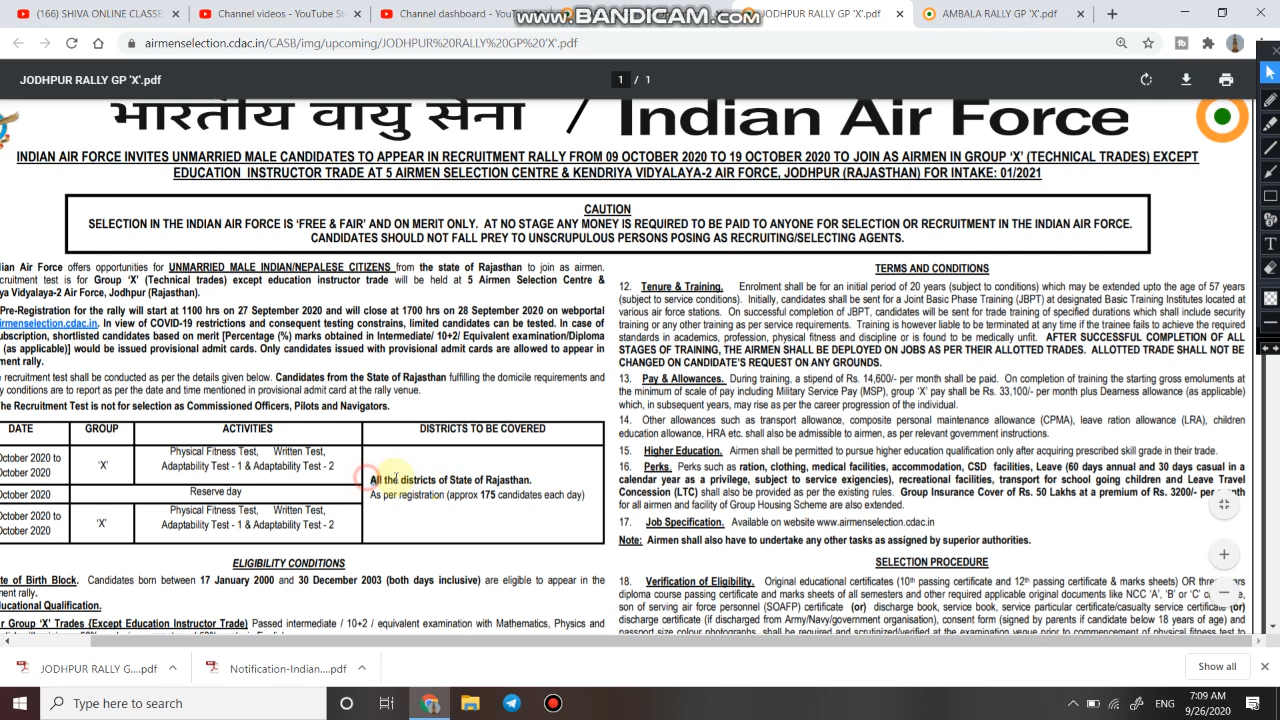 (166) SHIVA ONLINE CLASSE
Channel videos - YouTube St
Channel dashboard - YouTub
www.BANDICAM.com
JODHPUR RALLY GP 'X'.pdf
AMBALA RALLY GP 'X'.pdf
airmenselection.cdac.in/CASB/img/upcoming/JODHPUR%20RALLY%20GP%20'X'.pdf
JODHPUR RALLY GP 'X'.pdf
1 / 1
भारतीय वायु सेना / Indian Air Force
INDIAN AIR FORCE INVITES UNMARRIED MALE CANDIDATES TO APPEAR IN RECRUITMENT RALLY FROM 09 OCTOBER 2020 TO 19 OCTOBER 2020 TO JOIN AS AIRMEN IN GROUP 'X' (TECHNICAL TRADES) EXCEPT
EDUCATION INSTRUCTOR TRADE AT 5 AIRMEN SELECTION CENTRE & KENDRIYA VIDYALAYA-2 AIR FORCE, JODHPUR (RAJASTHAN) FOR INTAKE: 01/2021
CAUTION
SELECTION IN THE INDIAN AIR FORCE IS 'FREE & FAIR' AND ON MERIT ONLY. AT NO STAGE ANY MONEY IS REQUIRED TO BE PAID TO ANYONE FOR SELECTION OR RECRUITMENT IN THE INDIAN AIR FORCE.
CANDIDATES SHOULD NOT FALL PREY TO UNSCRUPULOUS PERSONS POSING AS RECRUITING/SELECTING AGENTS.
dian Air Force offers opportunities for UNMARRIED MALE INDIAN/NEPALESE CITIZENS from the state of Rajasthan to join as airmen.
cruitment test is for Group 'X' (Technical trades) except education instructor trade will be held at 5 Airmen Selection Centre &
ya Vidyalaya-2 Air Force, Jodhpur (Rajasthan).
Pre-Registration for the rally will start at 1100 hrs on 27 September 2020 and will close at 1700 hrs on 28 September 2020 on webportal
irmenselection.cdac.in. In view of COVID-19 restrictions and consequent testing constrains, limited candidates can be tested. In case of
ubscription, shortlisted candidates based on merit [Percentage (%) marks obtained in Intermediate/ 10+2/ Equivalent examination/Diploma
(as applicable)] would be issued provisional admit cards. Only candidates issued with provisional admit cards are allowed to appear in
ment rally.
e recruitment test shall be conducted as per the details given below. Candidates from the State of Rajasthan fulfilling the domicile requirements and
y conditions are to report as per the date and time mentioned in provisional admit card at the rally venue.
he Recruitment Test is not for selection as Commissioned Officers, Pilots and Navigators.
DATE GROUP ACTIVITIES DISTRICTS TO BE COVERED
October 2020 to
October 2020
'X'
Physical Fitness Test, Written Test,
Adaptability Test - 1 & Adaptability Test - 2
All the districts of State of Rajasthan.
As per registration (approx 175 candidates each day)
October 2020
Reserve day
October 2020 to
October 2020
'X'
Physical Fitness Test, Written Test,
Adaptability Test - 1 & Adaptability Test - 2
ELIGIBILITY CONDITIONS
te of Birth Block. Candidates born between 17 January 2000 and 30 December 2003 (both days inclusive) are eligible to appear in the
ment rally.
ducational Qualification.
r Group 'X' Trades (Except Education Instructor Trade) Passed intermediate / 10+2 / equivalent examination with Mathematics, Physics and
TERMS AND CONDITIONS
12. Tenure & Training. Enrolment shall be for an initial period of 20 years (subject to conditions) which may extended upto the age of 57 years
(subject to service conditions). Initially, candidates shall be sent for a Joint Basic Phase Training (JBPT) at designated Basic Training Institutes located at
various air force stations. On successful completion of JBPT, candidates will be sent for trade training of specified durations which shall include security
training or any other training as per service requirements. Training is however liable to be terminated at any time if the trainee fails to achieve the required
standards in academics, profession, physical fitness and discipline or is found to be medically unfit. AFTER SUCCESSFUL COMPLETION OF ALL
STAGES OF TRAINING, THE AIRMEN SHALL BE DEPLOYED ON JOBS AS PER THEIR ALLOTTED TRADES. ALLOTTED TRADE SHALL NOT BE
CHANGED ON CANDIDATE'S REQUEST ON ANY GROUNDS.
13. Pay & Allowances. During training, a stipend of Rs. 14,600/- per month shall be paid. On completion of training the starting gross emoluments at
the minimum of scale of pay including Military Service Pay (MSP), group 'X' pay shall be Rs. 33,100/- per month plus Dearness allowance (as applicable)
which, in subsequent years, may rise as per the career progression of the individual.
14. Other allowances such as transport allowance, composite personal maintenance allowance (CPMA), leave ration allowance (LRA), children
education allowance, HRA etc. shall also be admissible to airmen, as per relevant government instructions.
15. Higher Education. Airmen shall be permitted to pursue higher education qualification only after acquiring prescribed skill grade in their trade.
16. Perks. Perks such as ration, clothing, medical facilities, accommodation, CSD facilities, Leave (60 days annual and 30 days casual in a
calendar year as a privilege, subject to service exigencies), recreational facilities, transport for school going children and Leave Travel
Concession (LTC) shall also be provided as per the existing rules. Group Insurance Cover of Rs. 50 Lakhs at a premium of Rs. 3200/- per month
for all airmen and facility of Group Housing Scheme are also extended.
17. Job Specification. Available on website www.airmenselection.cdac.in
Note: Airmen shall also have to undertake any other tasks as assigned by superior authorities.
SELECTION PROCEDURE
18. Verification of Eligibility. Original educational certificates (10th passing certificate and 12th passing certificate & marks sheets) OR three years
diploma course passing certificate and marks sheets of all semesters and other required applicable original documents like NCC 'A', 'B' or 'C'
son of serving air force personnel (SOAFP) certificate (or) discharge book, service book, service particular certificate/casualty service certificate (or)
discharge certificate (if discharged from Army/Navy/government organisation), consent form (signed by parents if candidate below 18 years of age) and
passport size colour photographs, shall be required and scrutinized/verified at the examination venue prior to commencement of physical fitness test to
JODHPUR RALLY G....pdf
Notification-Indian....pdf
Show all
Type here to search
ENG
7:09 AM
9/26/2020